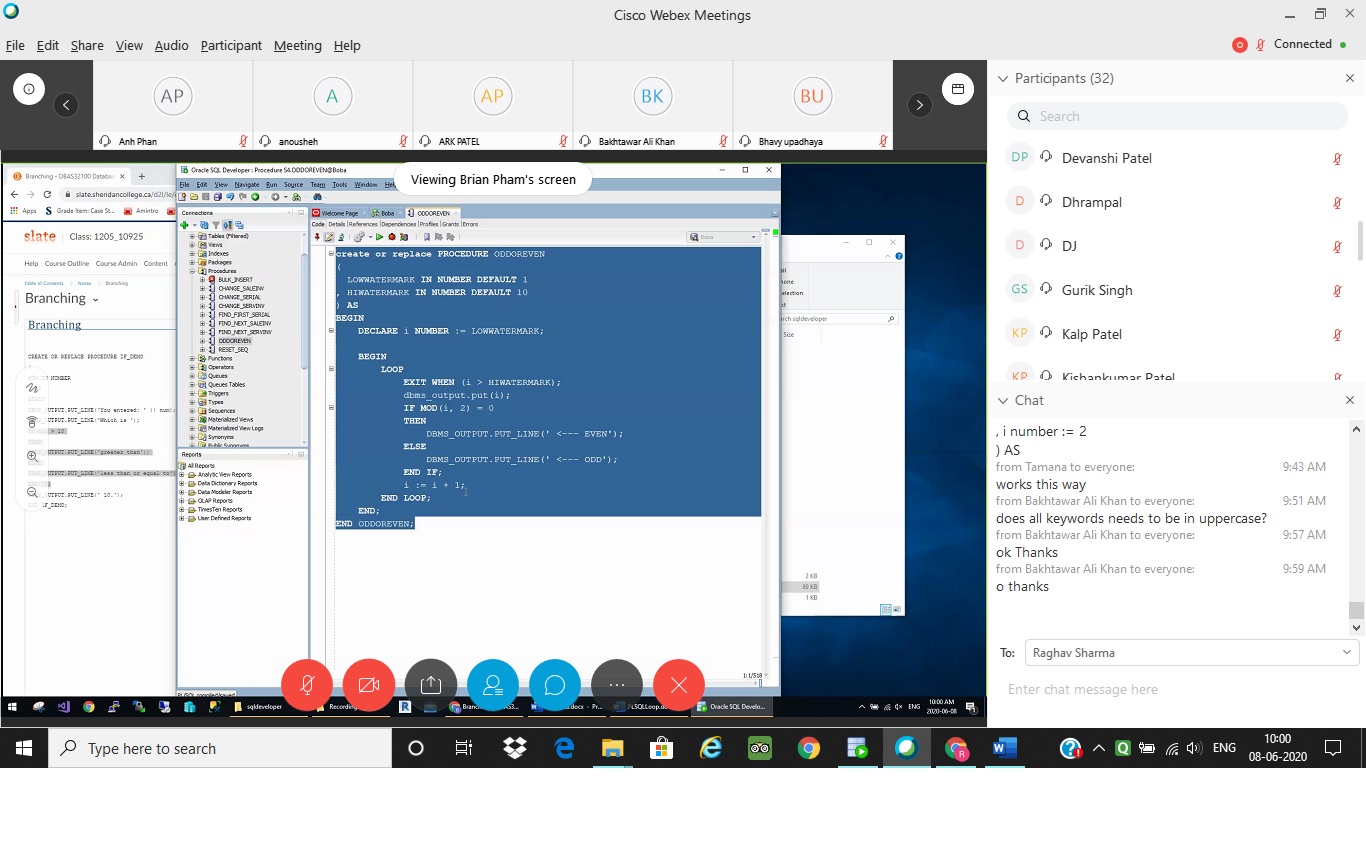 Cisco Webex Meetings
File Edit Share View Audio Participant Meeting Help
Connected
AP
A
AP
BK
BU
Anh Phan
anousheh
ARK PATEL
Bakhtawar Ali Khan
Bhavy upadhaya
Viewing Brian Pham's screen
Branching - DBAS32100 Databa
slate.sheridancollege.ca/d2l/le/
Apps
Grade Item: Case St...
Amintro
slate
Class: 1205_10925
Help Course Outline Course Admin Content
Table of Contents
Notes
Branching
Branching
Branching
CREATE OR REPLACE PROCEDURE IF_DEMO
NUMBER
UTPUT.PUT_LINE('You entered: ' || num);
UTPUT.PUT_LINE('Which is ');
> 10
UTPUT.PUT_LINE('greater than');
UTPUT.PUT_LINE('less than or equal to')
UTPUT.PUT_LINE(' 10.');
IF_DEMO;
Oracle SQL Developer : Procedure S4.ODDOREVEN@Boba
File Edit View Navigate Run Source Team Tools Window Hel
Connections
Tables (Filtered)
Views
Indexes
Packages
Procedures
BULK_INSERT
CHANGE_SALEINV
CHANGE_SERIAL
CHANGE_SERVINV
FIND_FIRST_SERIAL
FIND_NEXT_SALEINV
FIND_NEXT_SERVINV
ODDOREVEN
RESET_SEQ
Functions
Operators
Queues
Queues Tables
Triggers
Types
Sequences
Materialized Views
Materialized View Logs
Synonyms
Public Synonyms
Reports
All Reports
Analytic View Reports
Data Dictionary Reports
Data Modeler Reports
OLAP Reports
TimesTen Reports
User Defined Reports
Welcome Page
Boba
ODDOREVEN
Code Details References Dependencies Profiles Grants Errors
Boba
create or replace PROCEDURE ODDOREVEN
(
LOWWATERMARK IN NUMBER DEFAULT 1
, HIWATERMARK IN NUMBER DEFAULT 10
) AS
BEGIN
DECLARE i NUMBER := LOWWATERMARK;
BEGIN
LOOP
EXIT WHEN (i > HIWATERMARK);
dbms_output.put(i);
IF MOD(i, 2) = 0
THEN
DBMS_OUTPUT.PUT_LINE(' <--- EVEN');
ELSE
DBMS_OUTPUT.PUT_LINE(' <--- ODD');
END IF;
i := i + 1;
END LOOP;
END;
END ODDOREVEN;
rch sqldeveloper
Size
2 KB
89 KB
1 KB
sqldeveloper
Recording
Branc
Oracle SQL Develo...
ENG
10:00 AM
2020-06-08
Participants (32)
Search
DP
Devanshi Patel
D
Dhrampal
D
DJ
GS
Gurik Singh
KP
Kalp Patel
KP
Kishankumar Patel
Chat
, i number := 2
) AS
from Tamana to everyone: 9:43 AM
works this way
from Bakhtawar Ali Khan to everyone: 9:51 AM
does all keywords needs to be in uppercase?
from Bakhtawar Ali Khan to everyone: 9:57 AM
ok Thanks
from Bakhtawar Ali Khan to everyone: 9:59 AM
o thanks
To: Raghav Sharma
Enter chat message here
Type here to search
ENG
10:00
08-06-2020